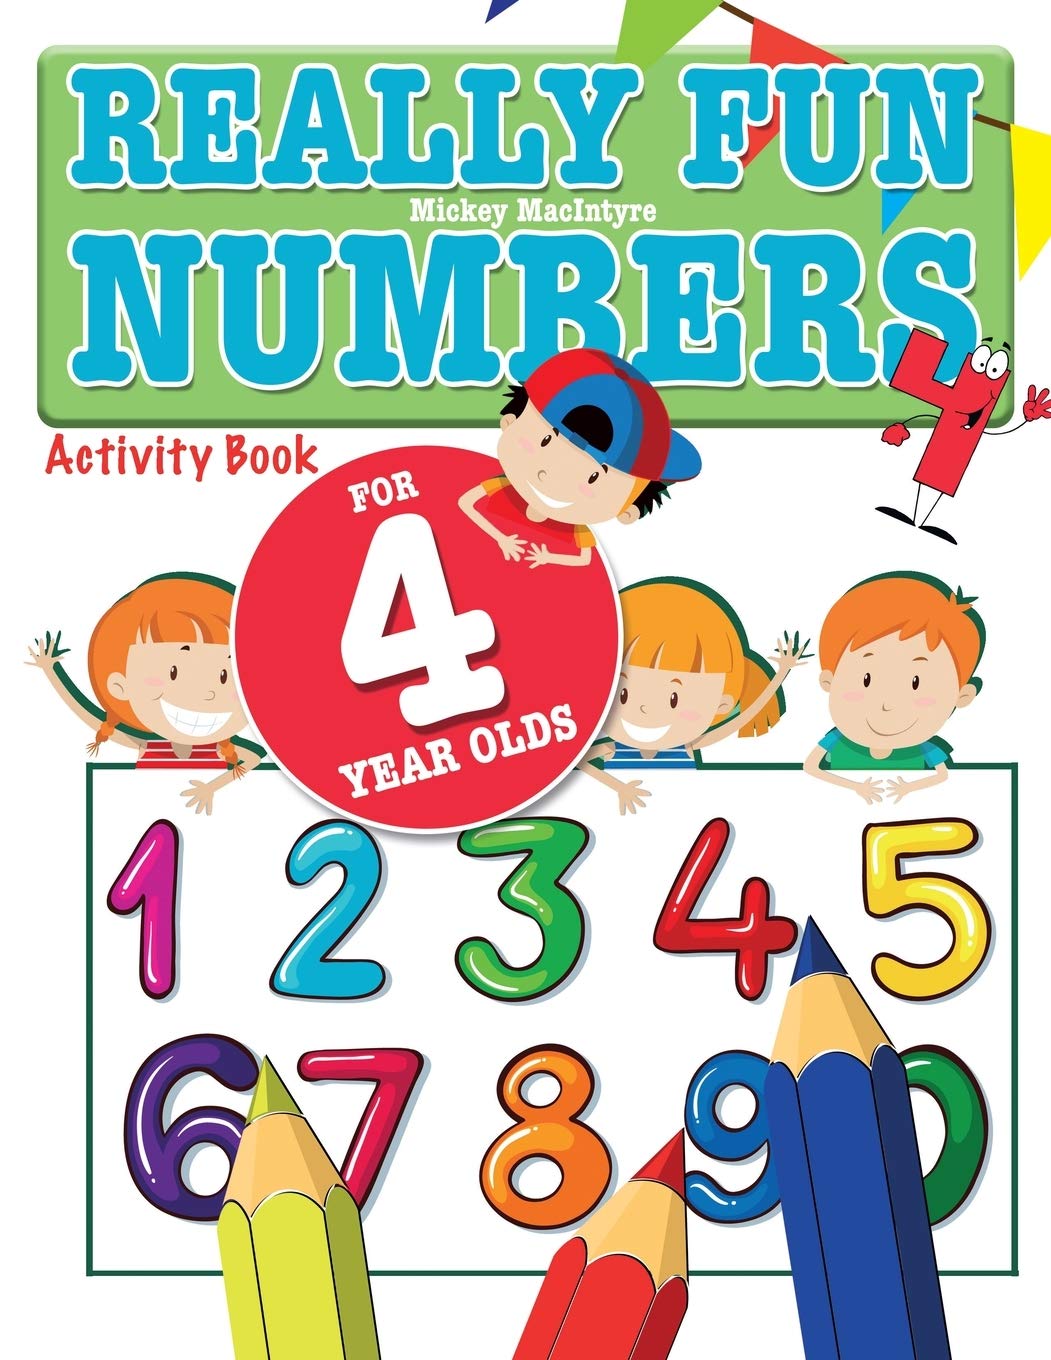 REALLY FUN
Mickey MacIntyre
NUMBERS
4
Activity Book
FOR
4
YEAR OLDS
1 2 3 4 5
6 7 8 9 0